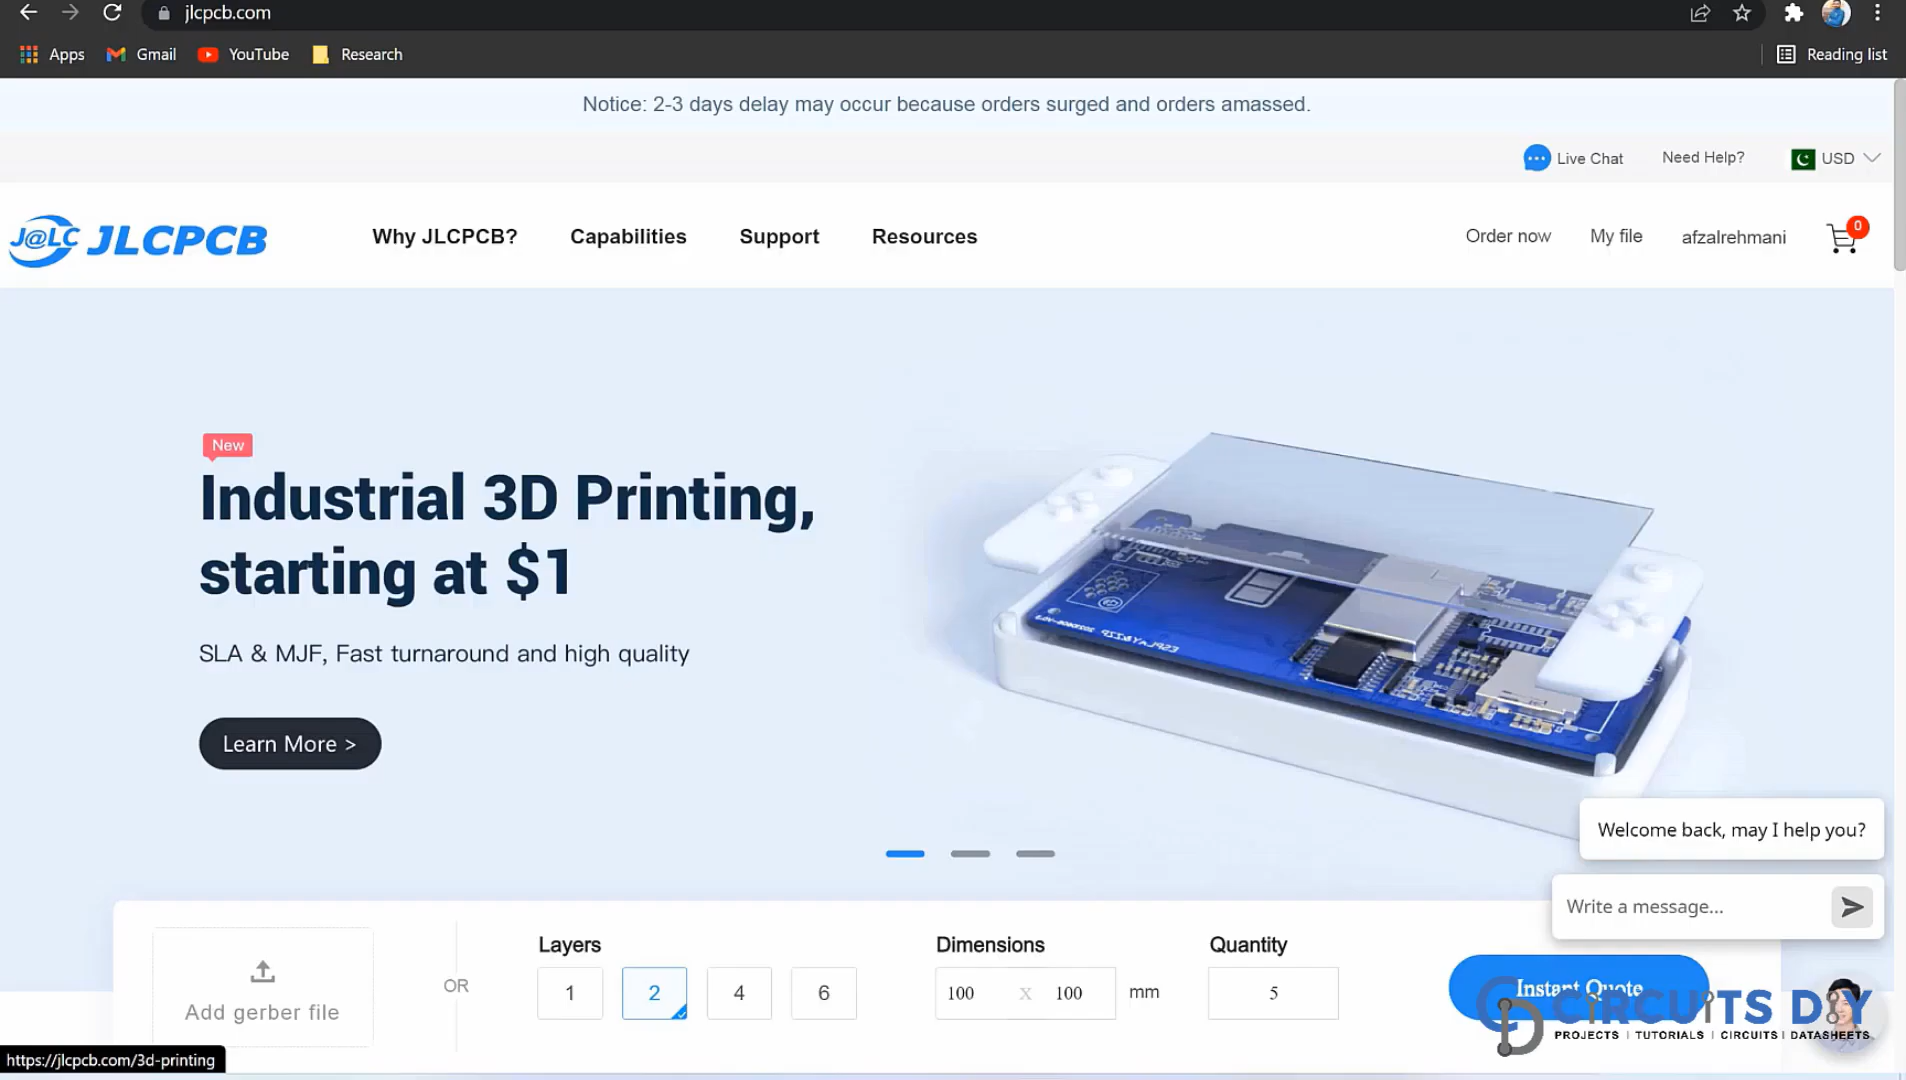 jlcpcb.com
Apps
Gmail
YouTube
Research
Reading list
Notice: 2-3 days delay may occur because orders surged and orders amassed.
Live Chat
Need Help?
USD
J@LC JLCPCB
Why JLCPCB?
Capabilities
Support
Resources
Order now
My file
afzalrehmani
0
New
Industrial 3D Printing,
starting at $1
SLA & MJF, Fast turnaround and high quality
Learn More >
Welcome back, may I help you?
Write a message...
Add gerber file
OR
Layers
1
2
4
6
Dimensions
100 x 100 mm
Quantity
5
Instant Quote
CIRCUITS DIY
PROJECTS | TUTORIALS | CIRCUITS | DATASHEETS
https://jlcpcb.com/3d-printing